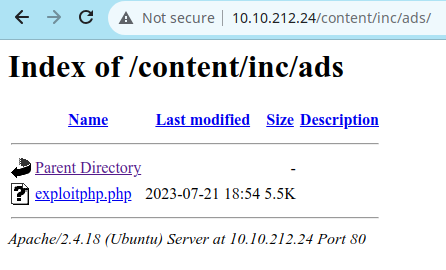 Not secure 10.10.212.24/content/inc/ads/
Index of /content/inc/ads
Name Last modified Size Description
Parent Directory -
exploitphp.php 2023-07-21 18:54 5.5K
Apache/2.4.18 (Ubuntu) Server at 10.10.212.24 Port 80